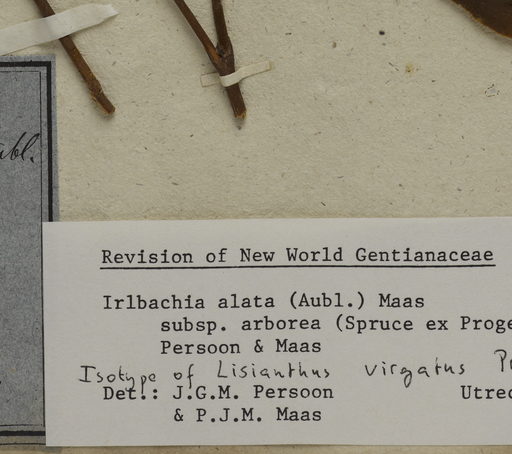 Revision of New World Gentianaceae
Irlbachia alata (Aubl.) Maas
subsp. arborea (Spruce ex Proge
Persoon & Maas
Isotype of Lisianthus virgatus
Det.: J.G.M. Persoon Utrec
& P.J.M. Maas